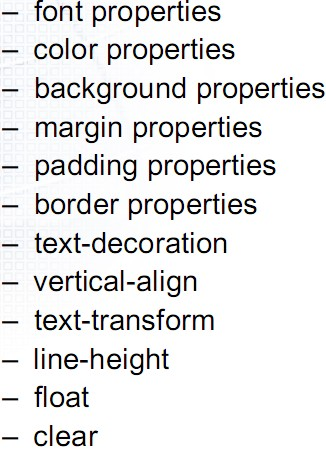 – font properties
– color properties
– background properties
– margin properties
– padding properties
– border properties
– text-decoration
– vertical-align
– text-transform
– line-height
– float
– clear